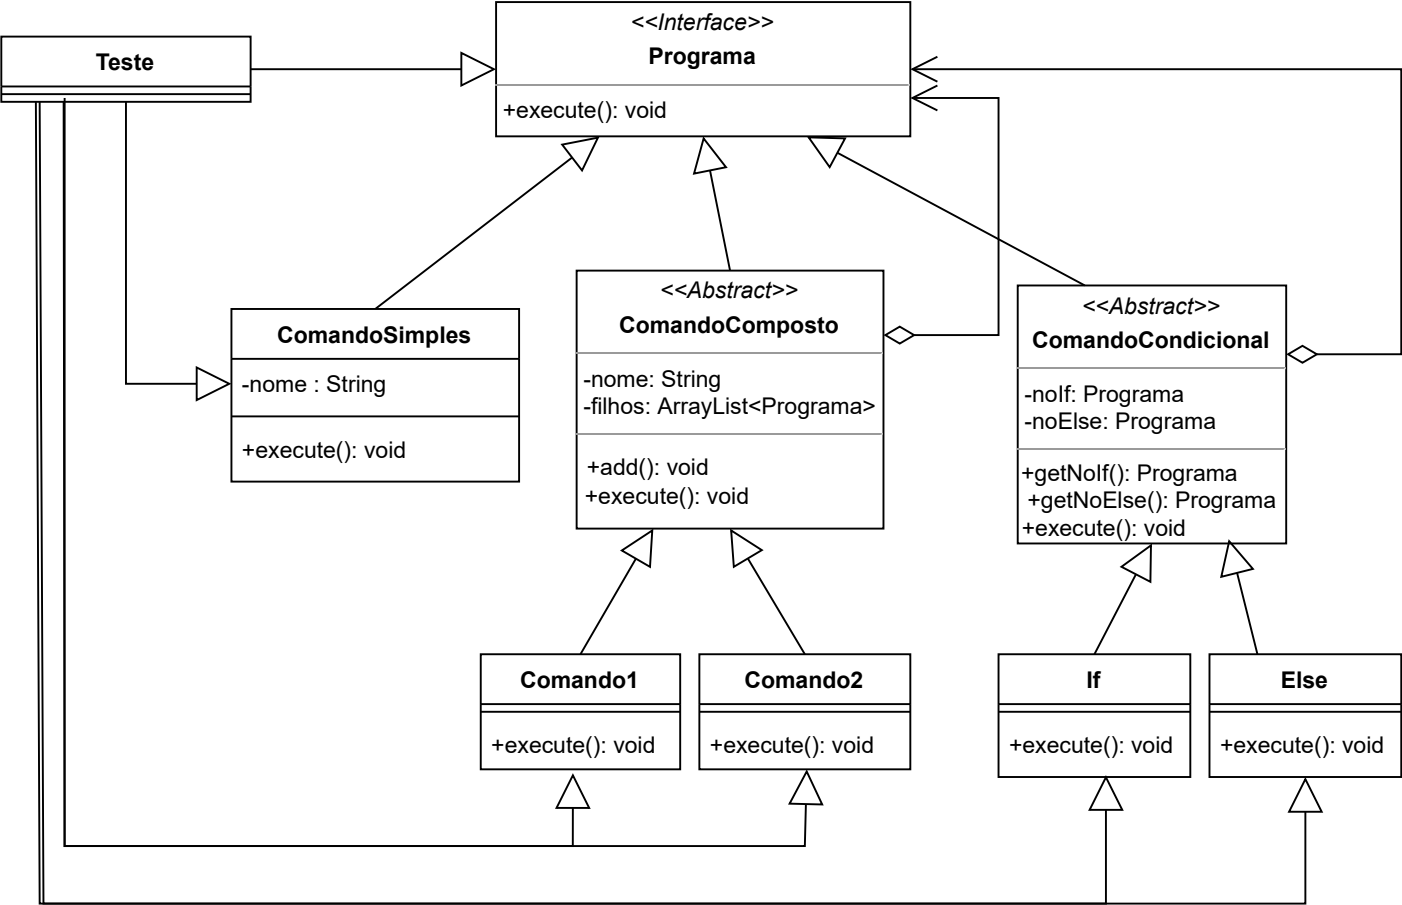 Teste
<<Interface>>
Programa
+execute(): void
ComandoSimples
-nome : String
+execute(): void
<<Abstract>>
ComandoComposto
-nome: String
-filhos: ArrayList<Programa>
+add(): void
+execute(): void
<<Abstract>>
ComandoCondicional
-noIf: Programa
-noElse: Programa
+getNoIf(): Programa
+getNoElse(): Programa
+execute(): void
Comando1
+execute(): void
Comando2
+execute(): void
If
+execute(): void
Else
+execute(): void